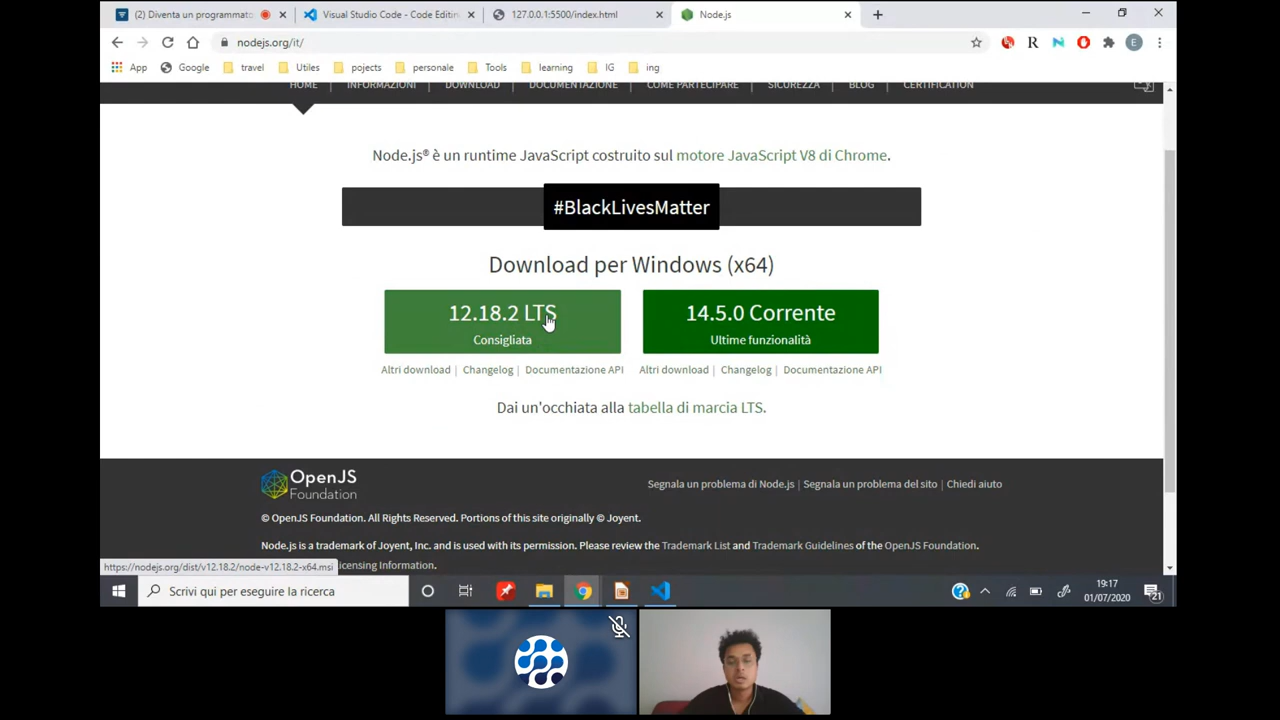 (2) Diventa un programmato
Visual Studio Code - Code Editin
127.0.0.1:5500/index.html
Node.js
nodejs.org/it/
App
Google
travel
Utiles
pojects
personale
Tools
learning
IG
ing
HOME | INFORMAZIONI | DOWNLOAD | DOCUMENTAZIONE | COME PARTECIPARE | SICUREZZA | BLOG | CERTIFICATION
Node.js® è un runtime JavaScript costruito sul motore JavaScript V8 di Chrome.
#BlackLivesMatter
Download per Windows (x64)
12.18.2 LTS
Consigliata
14.5.0 Corrente
Ultime funzionalità
Altri download | Changelog | Documentazione API
Altri download | Changelog | Documentazione API
Dai un'occhiata alla tabella di marcia LTS.
OpenJS
Foundation
Segnala un problema di Node.js | Segnala un problema del sito | Chiedi aiuto
© OpenJS Foundation. All Rights Reserved. Portions of this site originally © Joyent.
Node.js is a trademark of Joyent, Inc. and is used with its permission. Please review the Trademark List and Trademark Guidelines of the OpenJS Foundation.
https://nodejs.org/dist/v12.18.2/node-v12.18.2-x64.msi
icensing Information.
Scrivi qui per eseguire la ricerca
19:17
01/07/2020
21